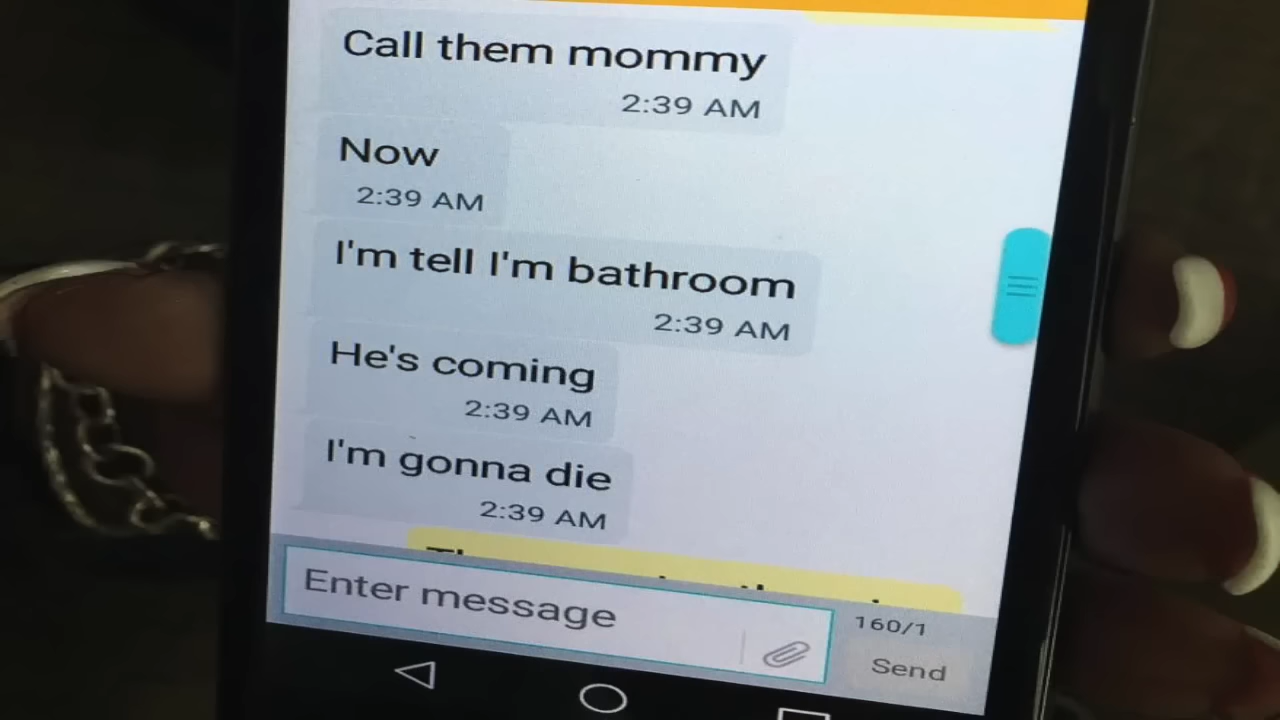 Call them mommy
2:39 AM
Now
2:39 AM
I'm tell I'm bathroom
2:39 AM
He's coming
2:39 AM
I'm gonna die
2:39 AM
Enter message
160/1
Send